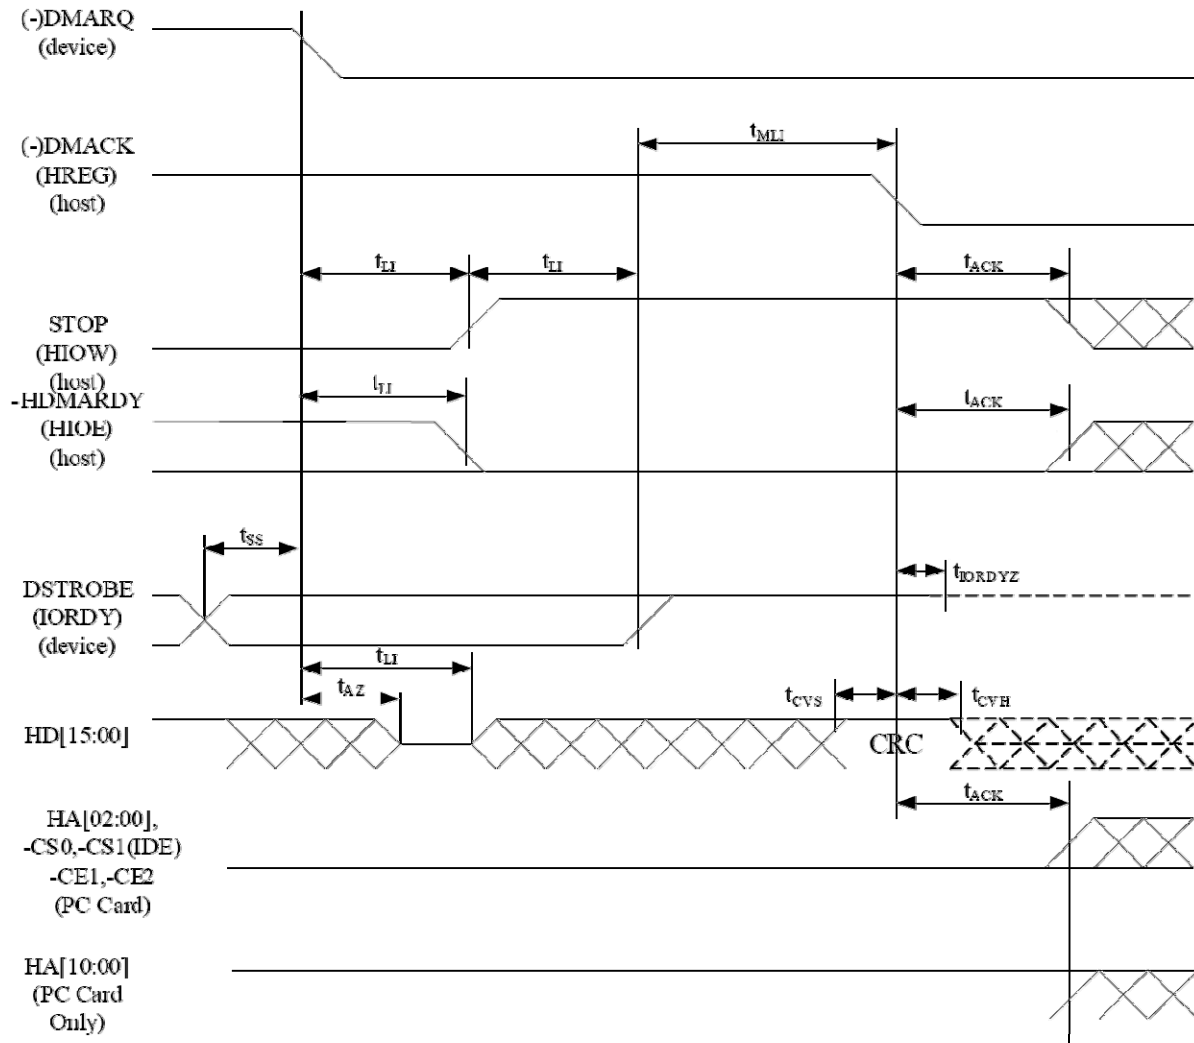 (-)DMARQ
(device)
(-)DMACK
(HREG)
(host)
tMLI
tLI
tLI
tACK
STOP
(HIOW)
(host)
-HDMARDY
(HIOE)
(host)
tLI
tACK
tSS
DSTROBE
(IORDY)
(device)
tIORDYZ
tLI
tAZ
tCVS
tCVH
HD[15:00]
CRC
tACK
HA[02:00],
-CS0,-CS1(IDE)
-CE1,-CE2
(PC Card)
HA[10:00]
(PC Card
Only)